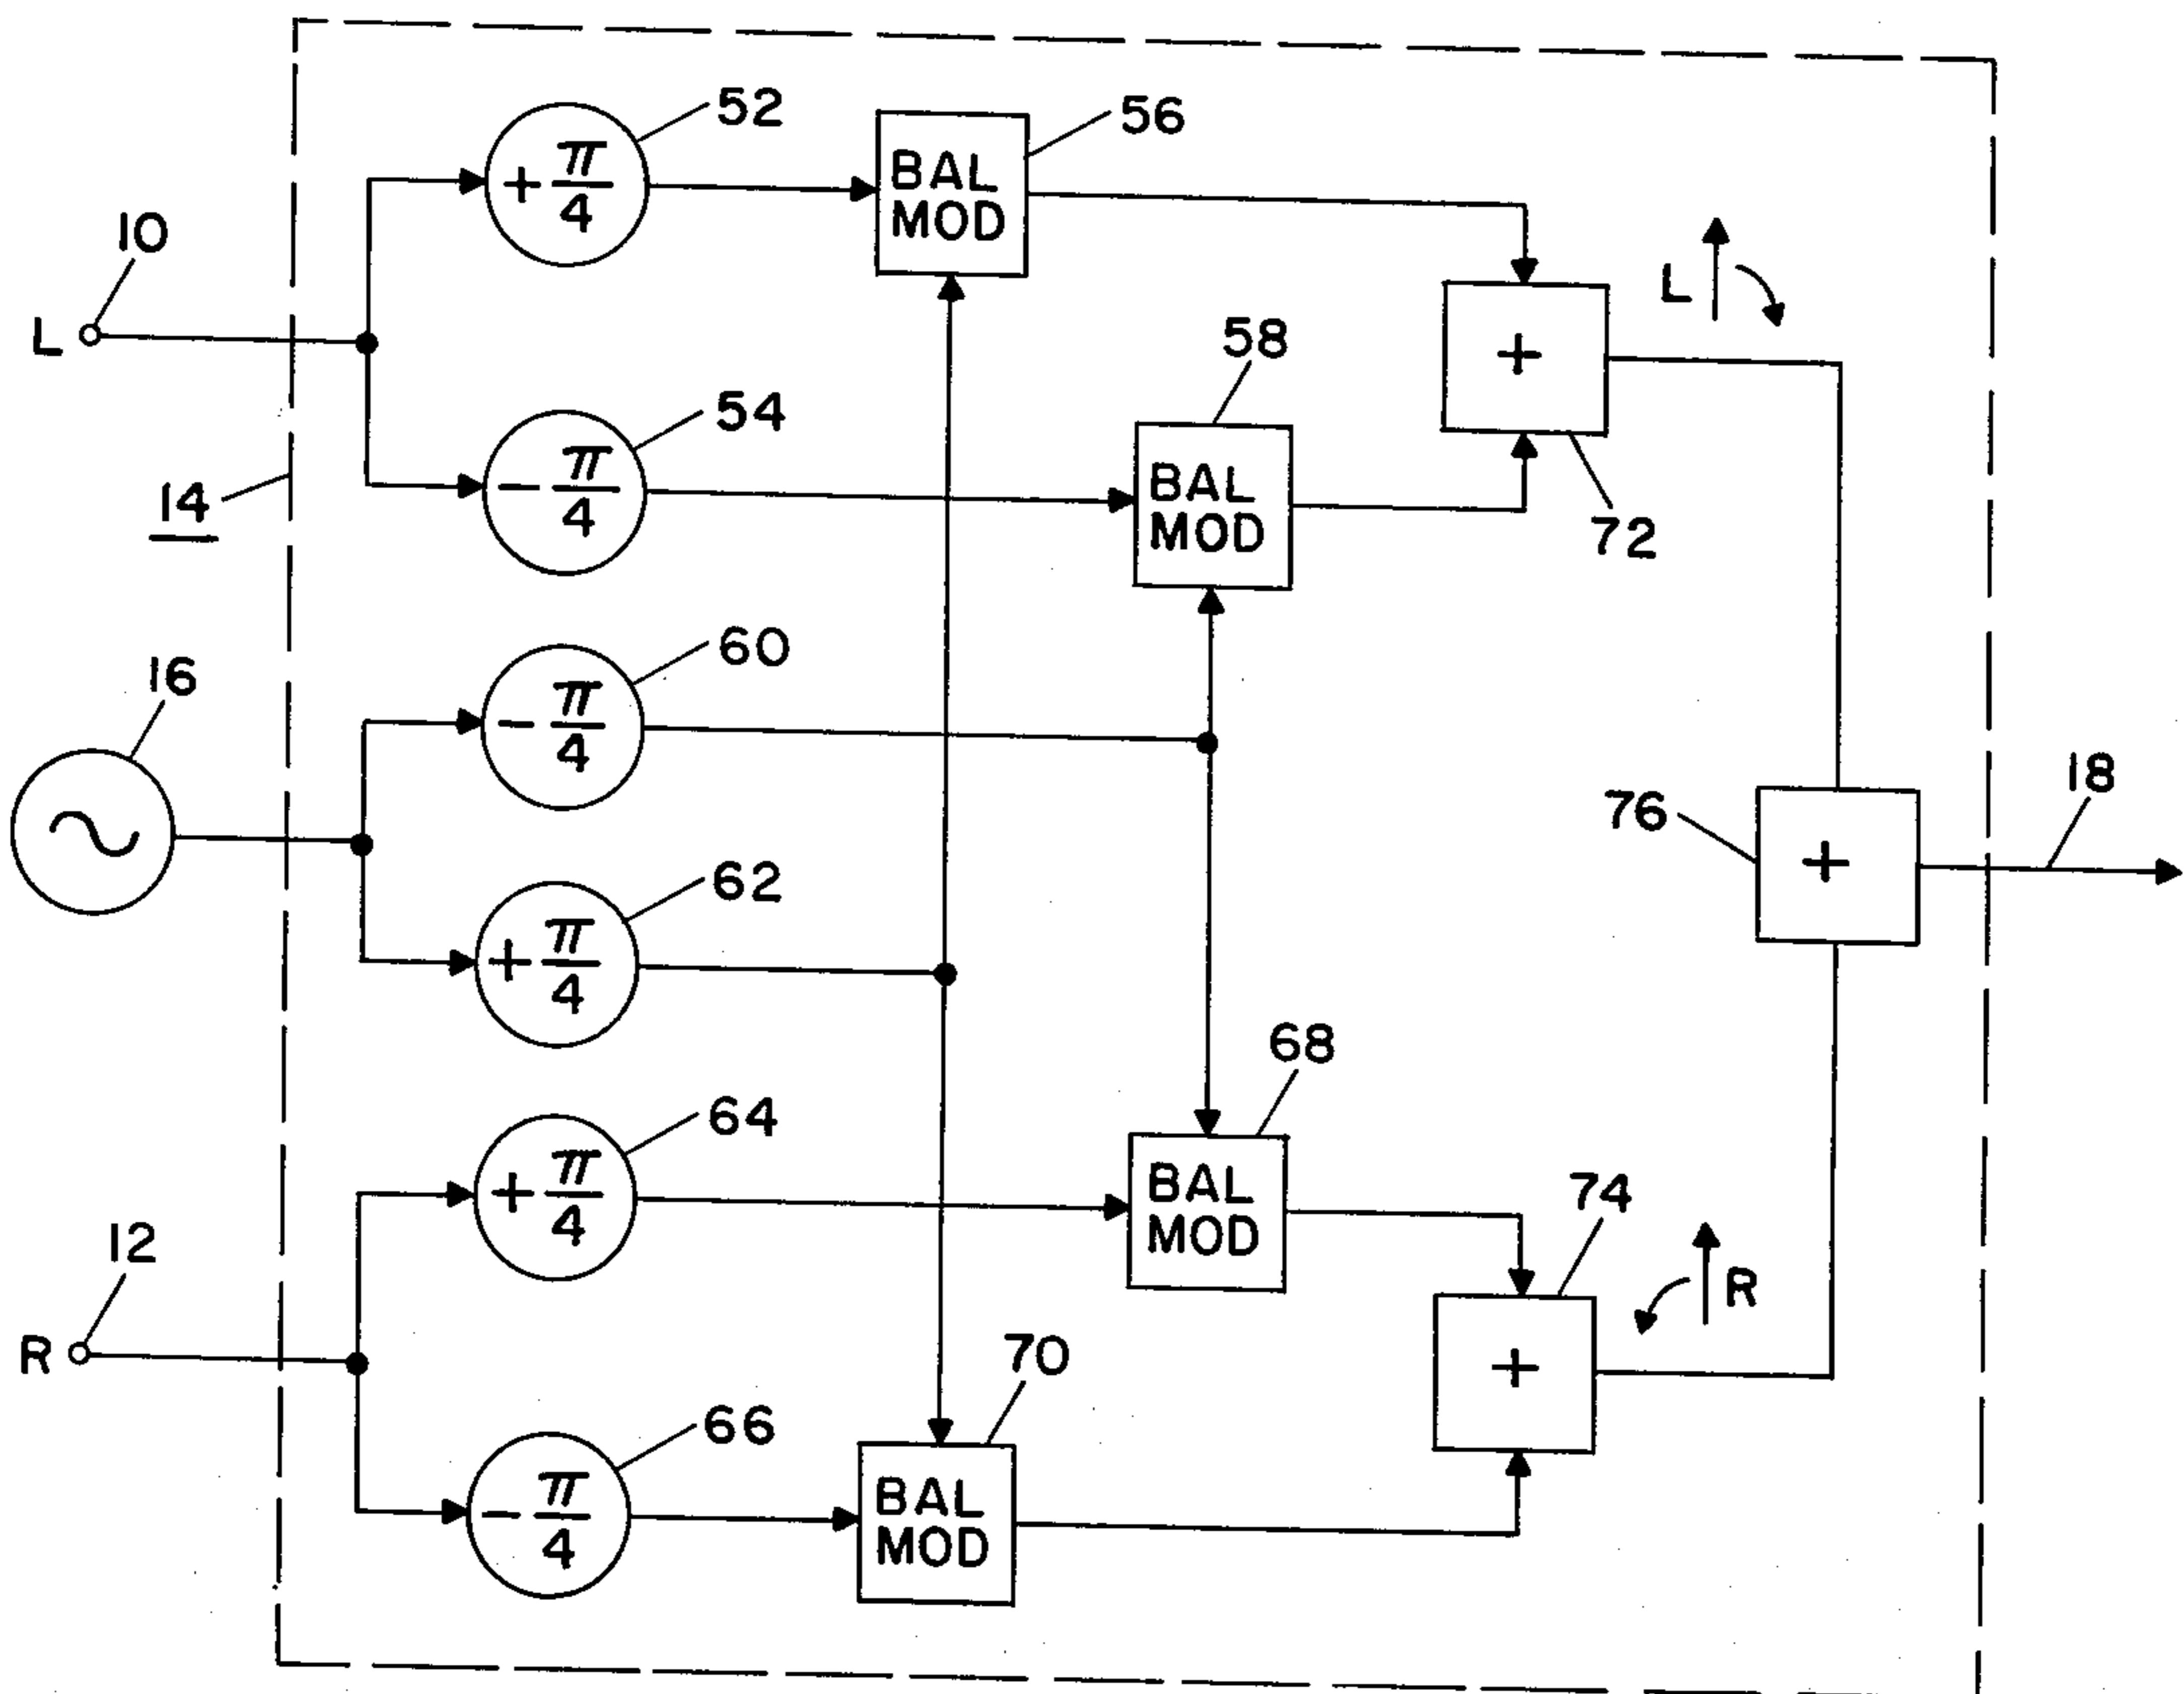 52
+ π/4
BAL
MOD
56
10
L
L
58
54
- π/4
BAL
MOD
+
72
14
60
- π/4
16
76
+
18
62
+ π/4
68
64
+ π/4
BAL
MOD
74
12
R
R
70
+
66
- π/4
BAL
MOD